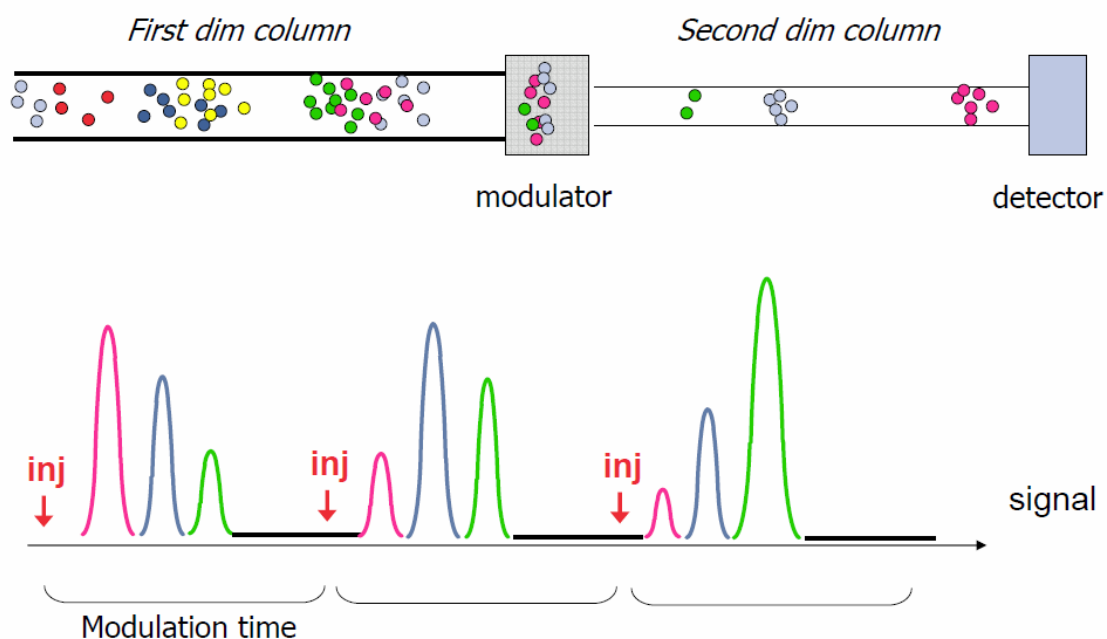 First dim column
Second dim column
modulator
detector
inj
inj
inj
signal
Modulation time